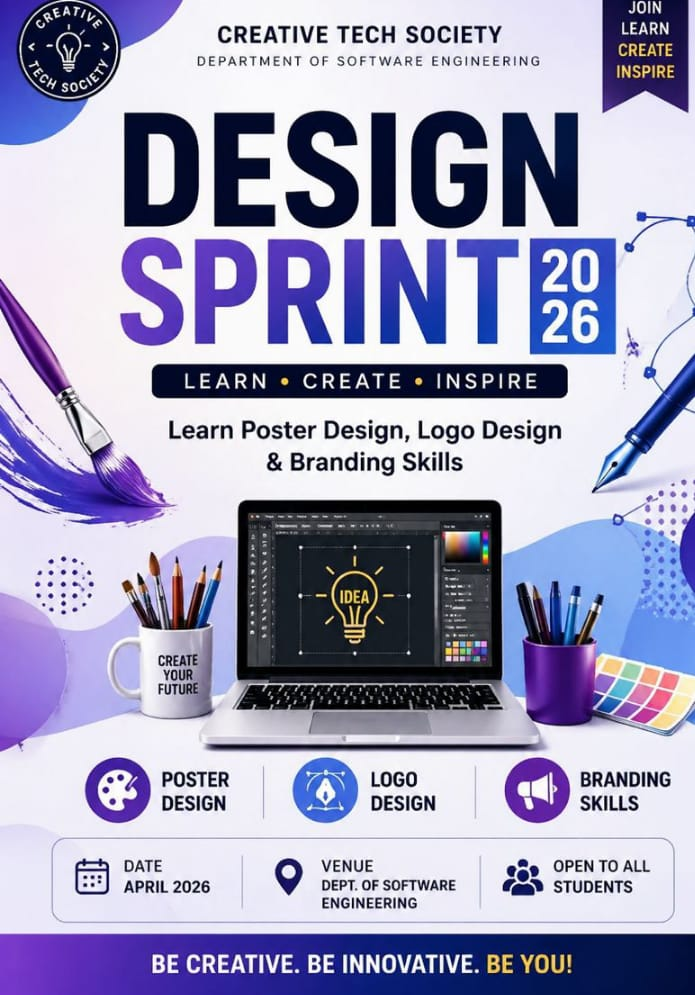 CREATIVE
TECH SOCIETY
CREATIVE TECH SOCIETY
DEPARTMENT OF SOFTWARE ENGINEERING
JOIN
LEARN
CREATE
INSPIRE
DESIGN
SPRINT
20
26
LEARN • CREATE • INSPIRE
Learn Poster Design, Logo Design
& Branding Skills
IDEA
CREATE
YOUR
FUTURE
POSTER
DESIGN
LOGO
DESIGN
BRANDING
SKILLS
DATE
APRIL 2026
VENUE
DEPT. OF SOFTWARE
ENGINEERING
OPEN TO ALL
STUDENTS
BE CREATIVE. BE INNOVATIVE. BE YOU!